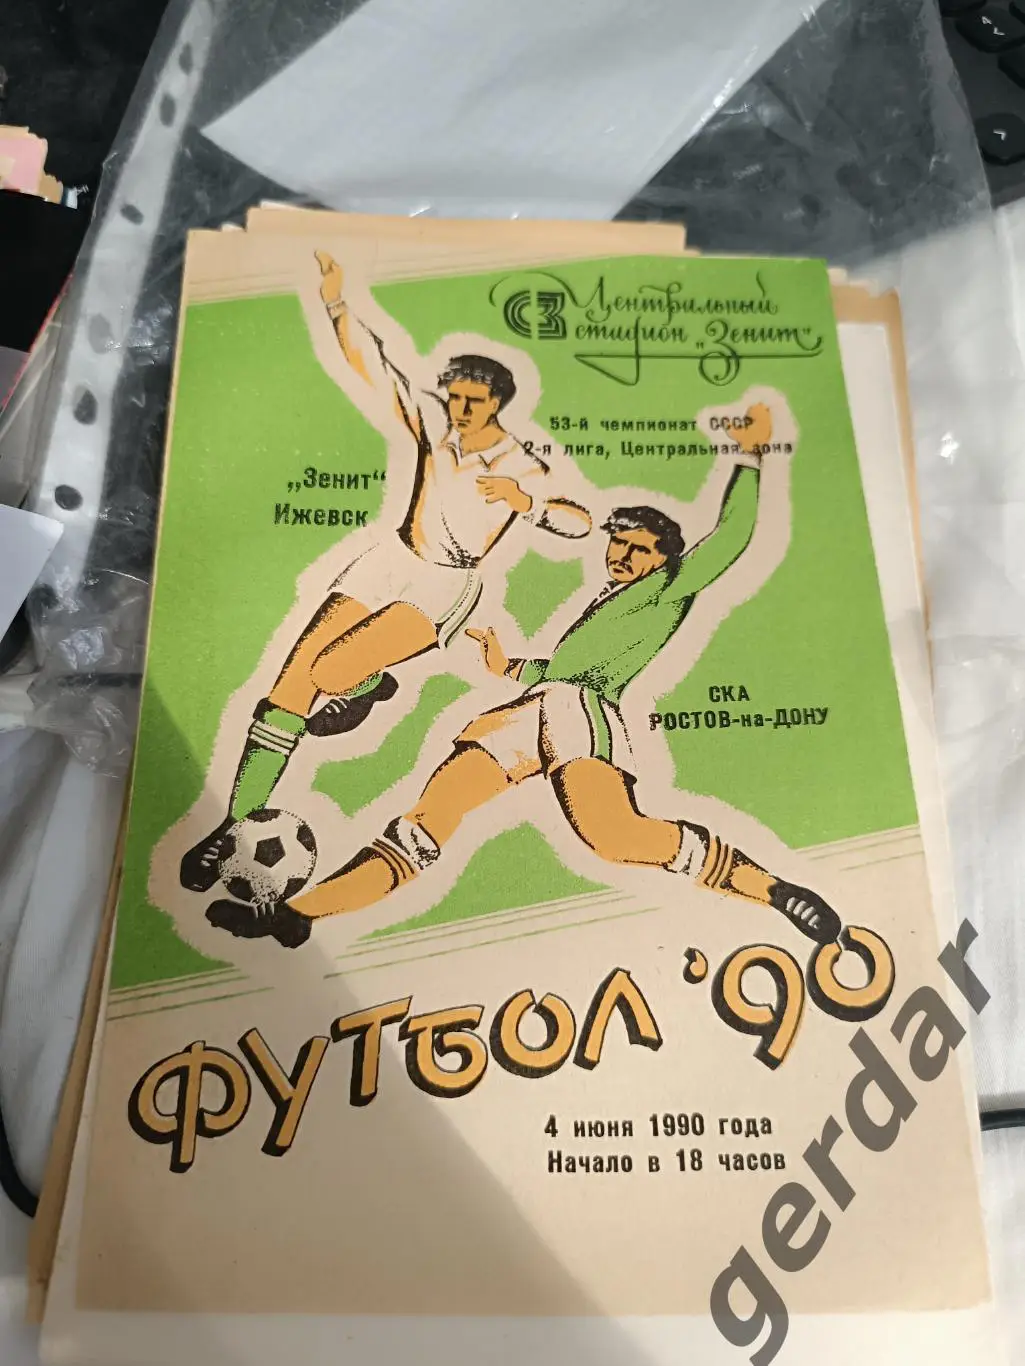 СЗ Центральный
стадион „Зенит“
53-й чемпионат СССР
2-я лига, Центральная зона
„Зенит“
Ижевск
СКА
РОСТОВ-на-ДОНУ
ФУТБОЛ '90
4 июня 1990 года
Начало в 18 часов
gerdar